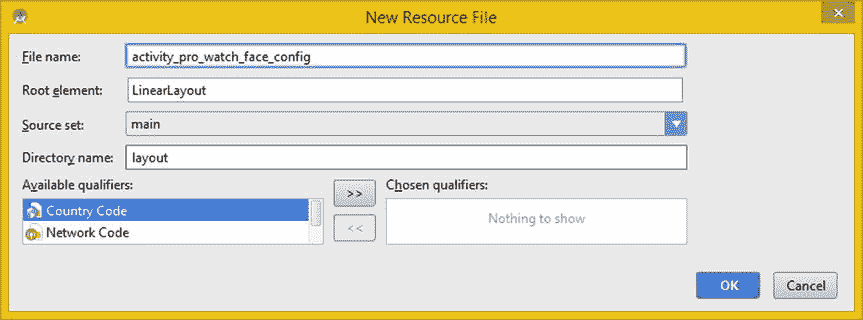 New Resource File
File name: activity_pro_watch_face_config
Root element: LinearLayout
Source set: main
Directory name: layout
Available qualifiers: Chosen qualifiers:
Country Code >> Nothing to show
Network Code <<
OK Cancel